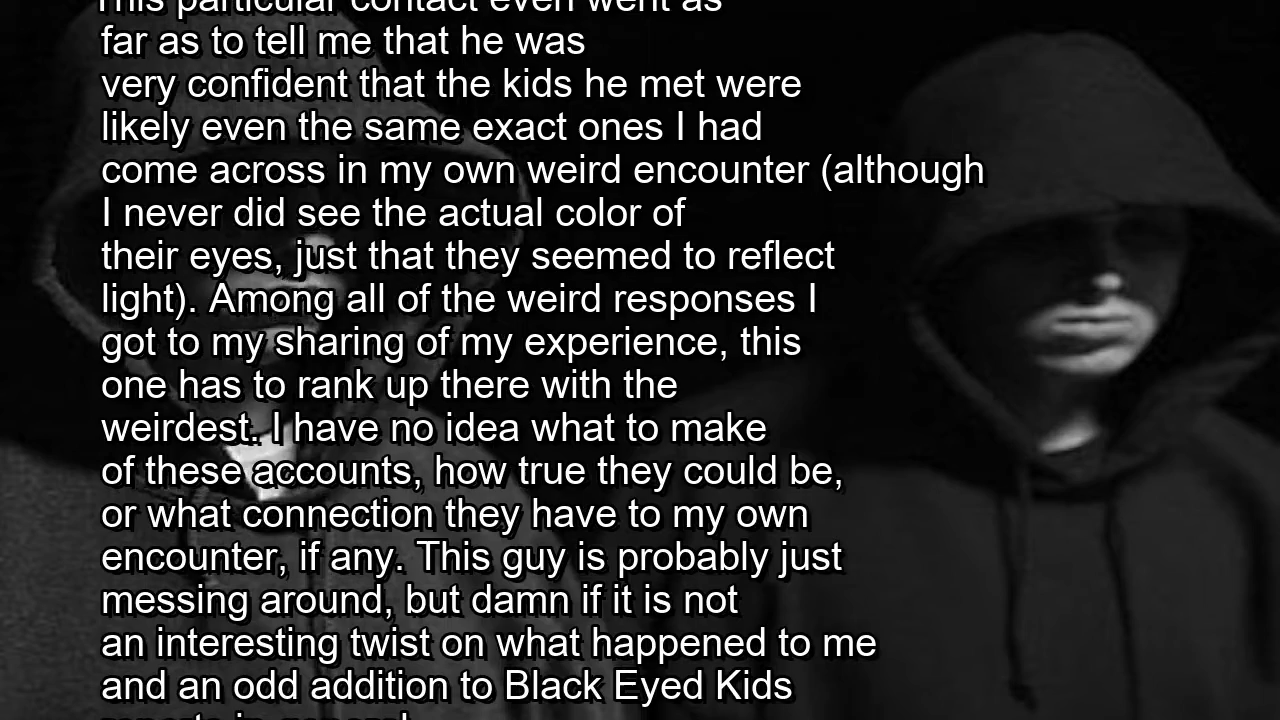 This particular contact even went as
far as to tell me that he was
very confident that the kids he met were
likely even the same exact ones I had
come across in my own weird encounter (although
I never did see the actual color of
their eyes, just that they seemed to reflect
light). Among all of the weird responses I
got to my sharing of my experience, this
one has to rank up there with the
weirdest. I have no idea what to make
of these accounts, how true they could be,
or what connection they have to my own
encounter, if any. This guy is probably just
messing around, but damn if it is not
an interesting twist on what happened to me
and an odd addition to Black Eyed Kids